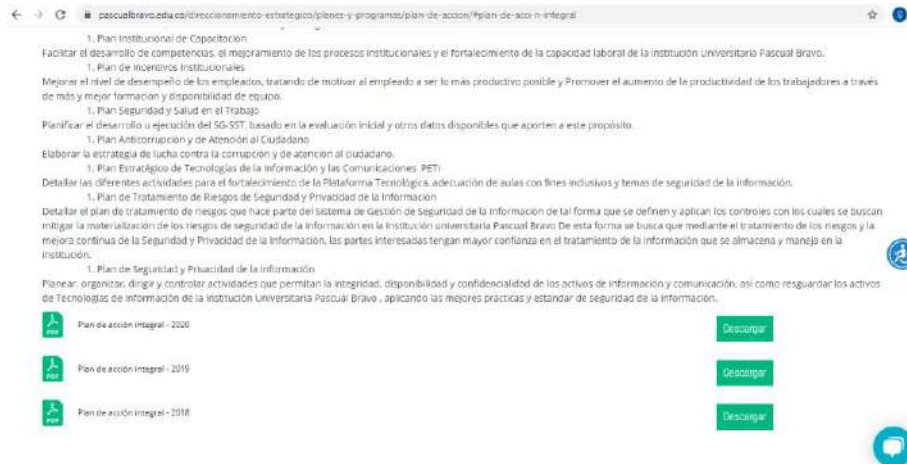 pascualbravo.edu.co/direccionamiento-estrategico/planes-y-programas/plan-de-accion/#plan-de-acci-n-integral
1. Plan Institucional de Capacitación
Facilitar el desarrollo de competencias, el mejoramiento de los procesos institucionales y el fortalecimiento de la capacidad laboral de la institución Universitaria Pascual Bravo.
1. Plan de Incentivos Institucionales
Mejorar el nivel de desempeño de los empleados, tratando de motivar al empleado a ser lo más productivo posible y Promover el aumento de la productividad de los trabajadores a través
de más y mejor formación y disponibilidad de equipo.
1. Plan Seguridad y Salud en el Trabajo
Planificar el desarrollo u ejecución del SG-SST, basado en la evaluación inicial y otros datos disponibles que aporten a este propósito.
1. Plan Anticorrupción y de Atención al Ciudadano
Elaborar la estrategia de lucha contra la corrupción y de atención al ciudadano.
1. Plan Estratégico de Tecnologías de la Información y las Comunicaciones PETI
Detallar las diferentes actividades para el fortalecimiento de la Plataforma Tecnológica, adecuación de aulas con fines inclusivos y temas de seguridad de la información.
1. Plan de Tratamiento de Riesgos de Seguridad y Privacidad de la Información
Detallar el plan de tratamiento de riesgos que hace parte del Sistema de Gestión de Seguridad de la Información de tal forma que se definen y aplican los controles con los cuales se buscan
mitigar la materialización de los riesgos de seguridad de la información en la Institución universitaria Pascual Bravo De esta forma se busca que mediante el tratamiento de los riesgos y la
mejora continua de la Seguridad y Privacidad de la Información, las partes interesadas tengan mayor confianza en el tratamiento de la información que se almacena y maneja en la
institución.
1. Plan de Seguridad y Privacidad de la Información
Planear, organizar, dirigir y controlar actividades que permitan la integridad, disponibilidad y confidencialidad de los activos de información y comunicación, así como resguardar los activos
de Tecnologías de Información de la Institución Universitaria Pascual Bravo , aplicando las mejores prácticas y estándar de seguridad de la información.
PDF Plan de acción integral - 2020 Descargar
PDF Plan de acción integral - 2019 Descargar
PDF Plan de acción integral - 2018 Descargar